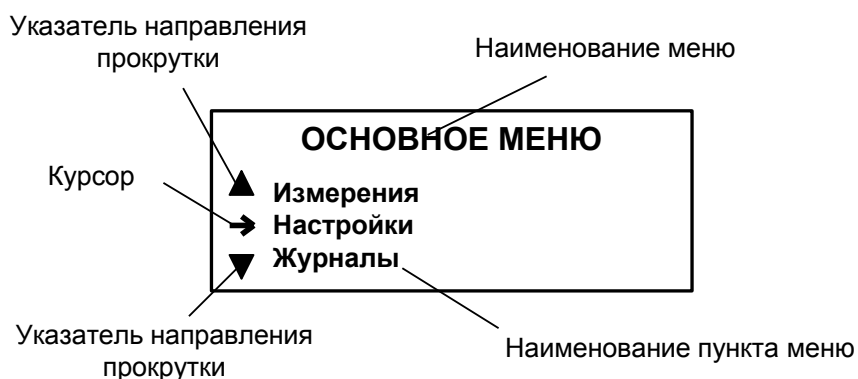 Указатель направления
прокрутки
Наименование меню
ОСНОВНОЕ МЕНЮ
Курсор
Измерения
Настройки
Журналы
Указатель направления
прокрутки
Наименование пункта меню